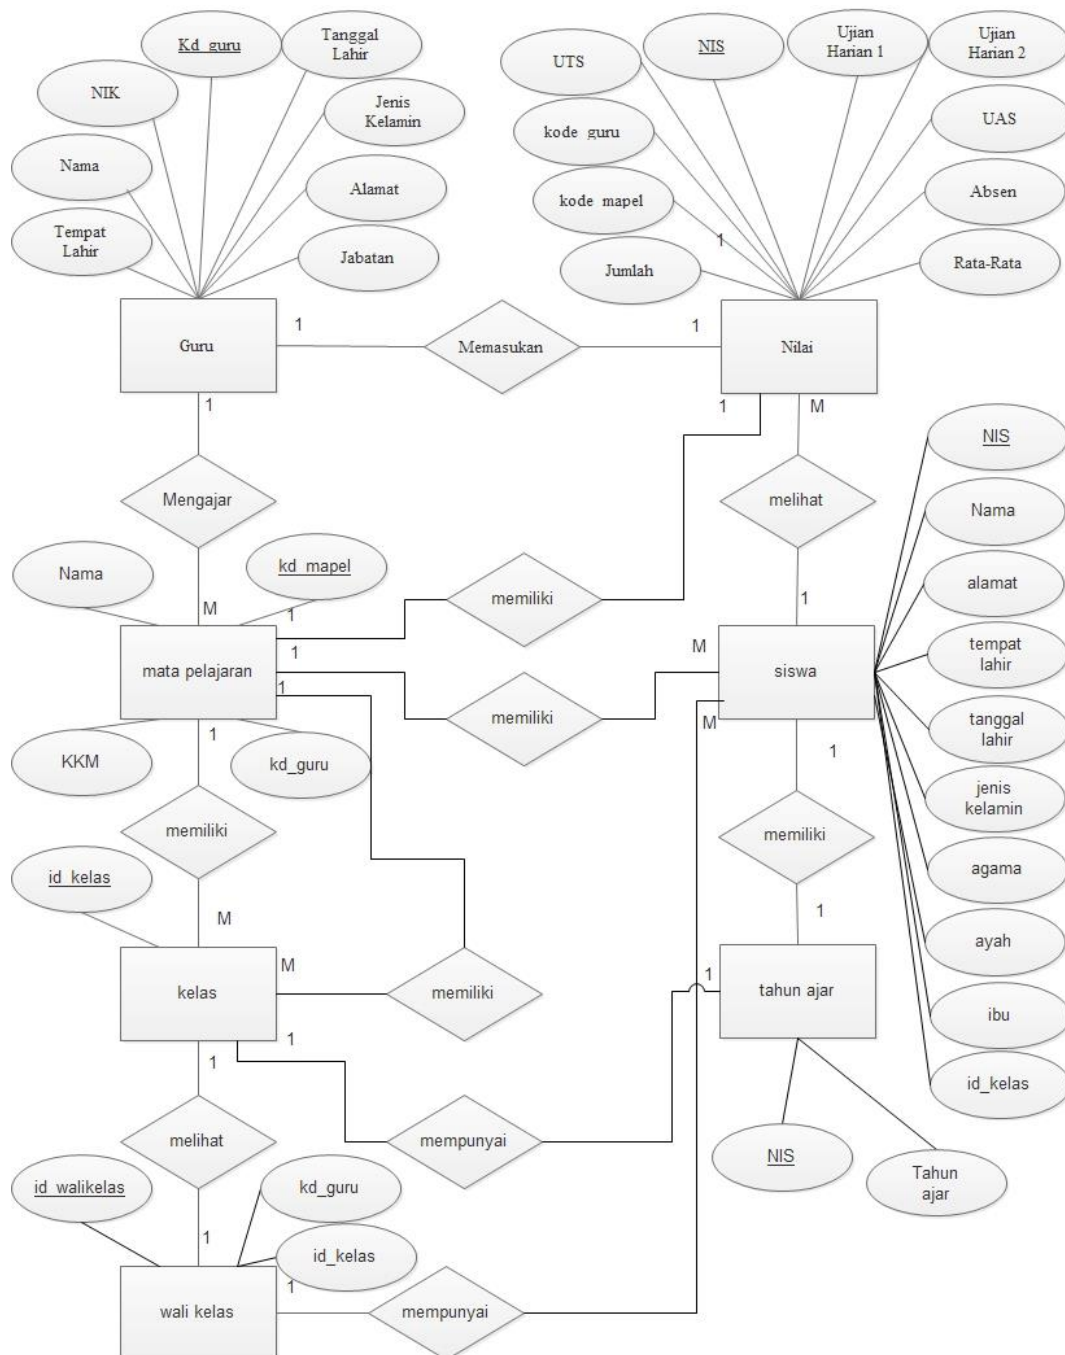 Kd_guru
Tanggal
Lahir
NIK
Jenis
Kelamin
Nama
Alamat
Tempat
Lahir
Jabatan
UTS
NIS
Ujian
Harian 1
Ujian
Harian 2
kode_guru
UAS
kode_mapel
Absen
1
Jumlah
Rata-Rata
Guru
1
Memasukan
1
Nilai
1
1
M
Mengajar
melihat
NIS
Nama
alamat
tempat
lahir
tanggal
lahir
jenis
kelamin
agama
ayah
ibu
id_kelas
Nama
kd_mapel
M
1
memiliki
1
mata pelajaran
1
1
memiliki
M
siswa
M
KKM
1
kd_guru
1
memiliki
memiliki
id_kelas
M
1
kelas
M
memiliki
1
tahun ajar
1
1
melihat
mempunyai
NIS
Tahun
ajar
id_walikelas
kd_guru
1
id_kelas
wali kelas
1
mempunyai